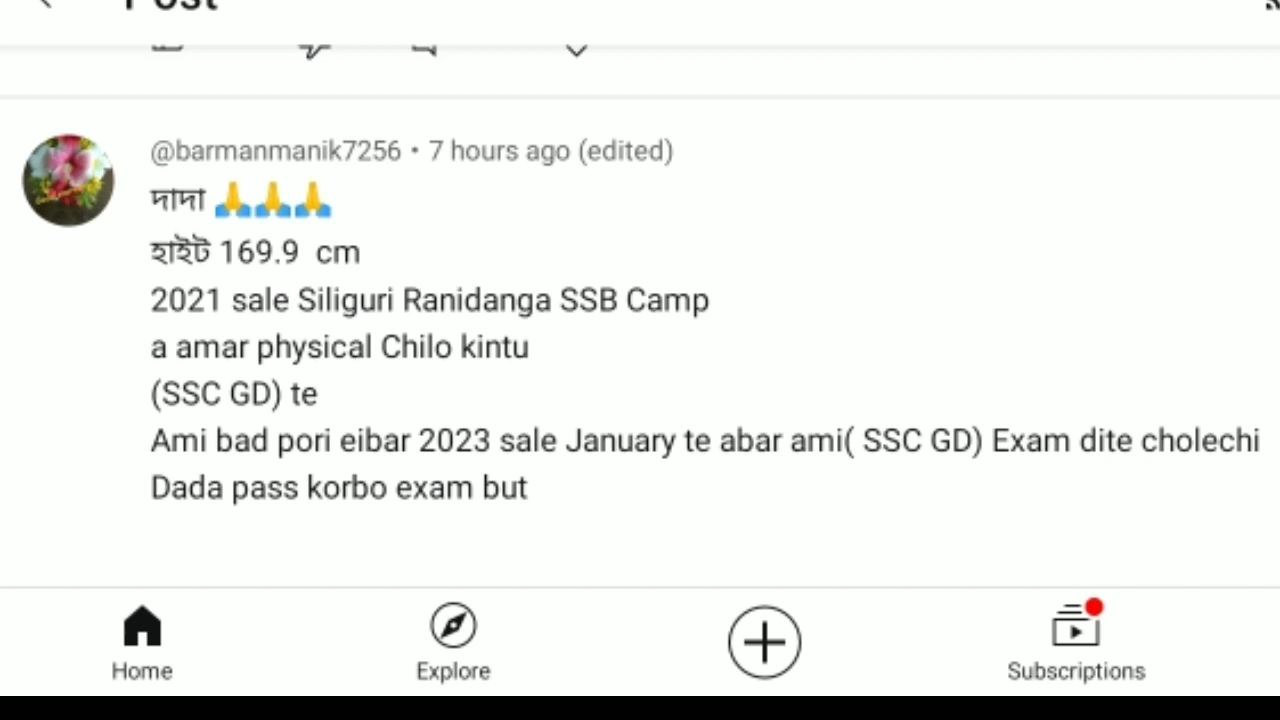 Post
@barmanmanik7256 • 7 hours ago (edited)
দাদা 🙏🙏🙏
হাইট 169.9 cm
2021 sale Siliguri Ranidanga SSB Camp
a amar physical Chilo kintu
(SSC GD) te
Ami bad pori eibar 2023 sale January te abar ami( SSC GD) Exam dite cholechi
Dada pass korbo exam but
Home
Explore
Subscriptions